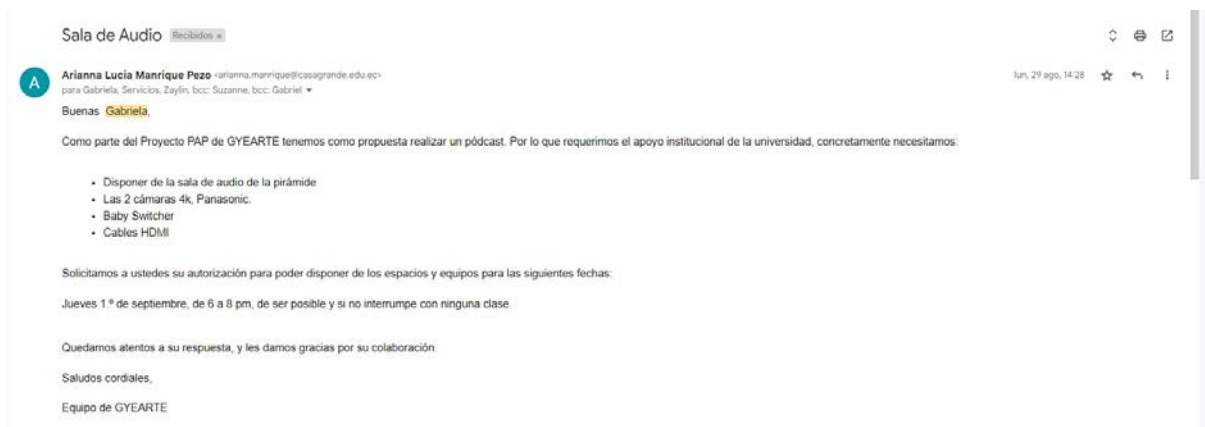 Sala de Audio Recibidos ×
A
Arianna Lucia Manrique Pezo <arianna.manrique@casagrande.edu.ec> lun, 29 ago, 14:28
para Gabriela, Servicios, Zaylin, bcc: Suzanne, bcc: Gabriel
Buenas Gabriela,
Como parte del Proyecto PAP de GYEARTE tenemos como propuesta realizar un pódcast. Por lo que requerimos el apoyo institucional de la universidad, concretamente necesitamos:
• Disponer de la sala de audio de la pirámide
• Las 2 cámaras 4k, Panasonic.
• Baby Switcher
• Cables HDMI
Solicitamos a ustedes su autorización para poder disponer de los espacios y equipos para las siguientes fechas:
Jueves 1.º de septiembre, de 6 a 8 pm, de ser posible y si no interrumpe con ninguna clase.
Quedamos atentos a su respuesta, y les damos gracias por su colaboración.
Saludos cordiales,
Equipo de GYEARTE